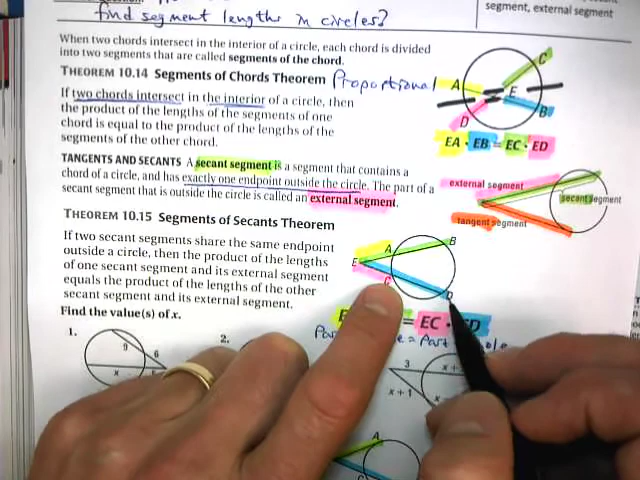 find segment lengths in circles?
segment, external segment
When two chords intersect in the interior of a circle, each chord is divided
into two segments that are called segments of the chord.
THEOREM 10.14 Segments of Chords Theorem Proportional
If two chords intersect in the interior of a circle, then
the product of the lengths of the segments of one
chord is equal to the product of the lengths of the
segments of the other chord.
A
C
E
B
D
EA · EB = EC · ED
TANGENTS AND SECANTS A secant segment is a segment that contains a
chord of a circle, and has exactly one endpoint outside the circle. The part of a
secant segment that is outside the circle is called an external segment.
external segment
secant segment
tangent segment
THEOREM 10.15 Segments of Secants Theorem
If two secant segments share the same endpoint
outside a circle, then the product of the lengths
of one secant segment and its external segment
equals the product of the lengths of the other
secant segment and its external segment.
A
B
E
C
D
= EC · ED
= Part
Find the value(s) of x.
1.
9
6
x
2.
3
x + 1
A